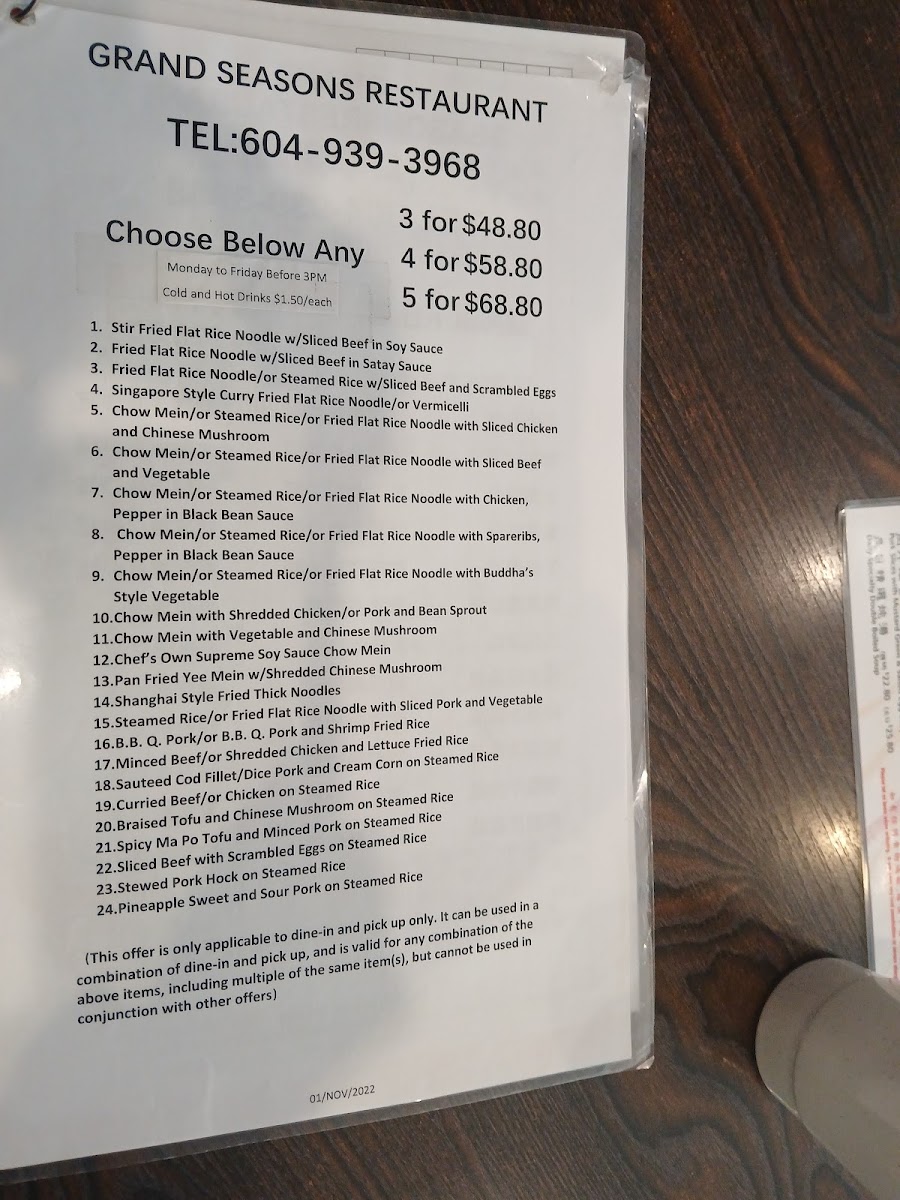 GRAND SEASONS RESTAURANT
TEL:604-939-3968
Choose Below Any
3 for $48.80
4 for $58.80
5 for $68.80
Monday to Friday Before 3PM
Cold and Hot Drinks $1.50/each
1. Stir Fried Flat Rice Noodle w/Sliced Beef in Soy Sauce
2. Fried Flat Rice Noodle w/Sliced Beef in Satay Sauce
3. Fried Flat Rice Noodle/or Steamed Rice w/Sliced Beef and Scrambled Eggs
4. Singapore Style Curry Fried Flat Rice Noodle/or Vermicelli
5. Chow Mein/or Steamed Rice/or Fried Flat Rice Noodle with Sliced Chicken
and Chinese Mushroom
6. Chow Mein/or Steamed Rice/or Fried Flat Rice Noodle with Sliced Beef
and Vegetable
7. Chow Mein/or Steamed Rice/or Fried Flat Rice Noodle with Chicken,
Pepper in Black Bean Sauce
8. Chow Mein/or Steamed Rice/or Fried Flat Rice Noodle with Spareribs,
Pepper in Black Bean Sauce
9. Chow Mein/or Steamed Rice/or Fried Flat Rice Noodle with Buddha's
Style Vegetable
10.Chow Mein with Shredded Chicken/or Pork and Bean Sprout
11.Chow Mein with Vegetable and Chinese Mushroom
12.Chef's Own Supreme Soy Sauce Chow Mein
13.Pan Fried Yee Mein w/Shredded Chinese Mushroom
14.Shanghai Style Fried Thick Noodles
15.Steamed Rice/or Fried Flat Rice Noodle with Sliced Pork and Vegetable
16.B.B. Q. Pork/or B.B. Q. Pork and Shrimp Fried Rice
17.Minced Beef/or Shredded Chicken and Lettuce Fried Rice
18.Sauteed Cod Fillet/Dice Pork and Cream Corn on Steamed Rice
19.Curried Beef/or Chicken on Steamed Rice
20.Braised Tofu and Chinese Mushroom on Steamed Rice
21.Spicy Ma Po Tofu and Minced Pork on Steamed Rice
22.Sliced Beef with Scrambled Eggs on Steamed Rice
23.Stewed Pork Hock on Steamed Rice
24.Pineapple Sweet and Sour Pork on Steamed Rice
(This offer is only applicable to dine-in and pick up only. It can be used in a
combination of dine-in and pick up, and is valid for any combination of the
above items, including multiple of the same item(s), but cannot be used in
conjunction with other offers)
01/NOV/2022
Daily Specialty Double Boiled Soup